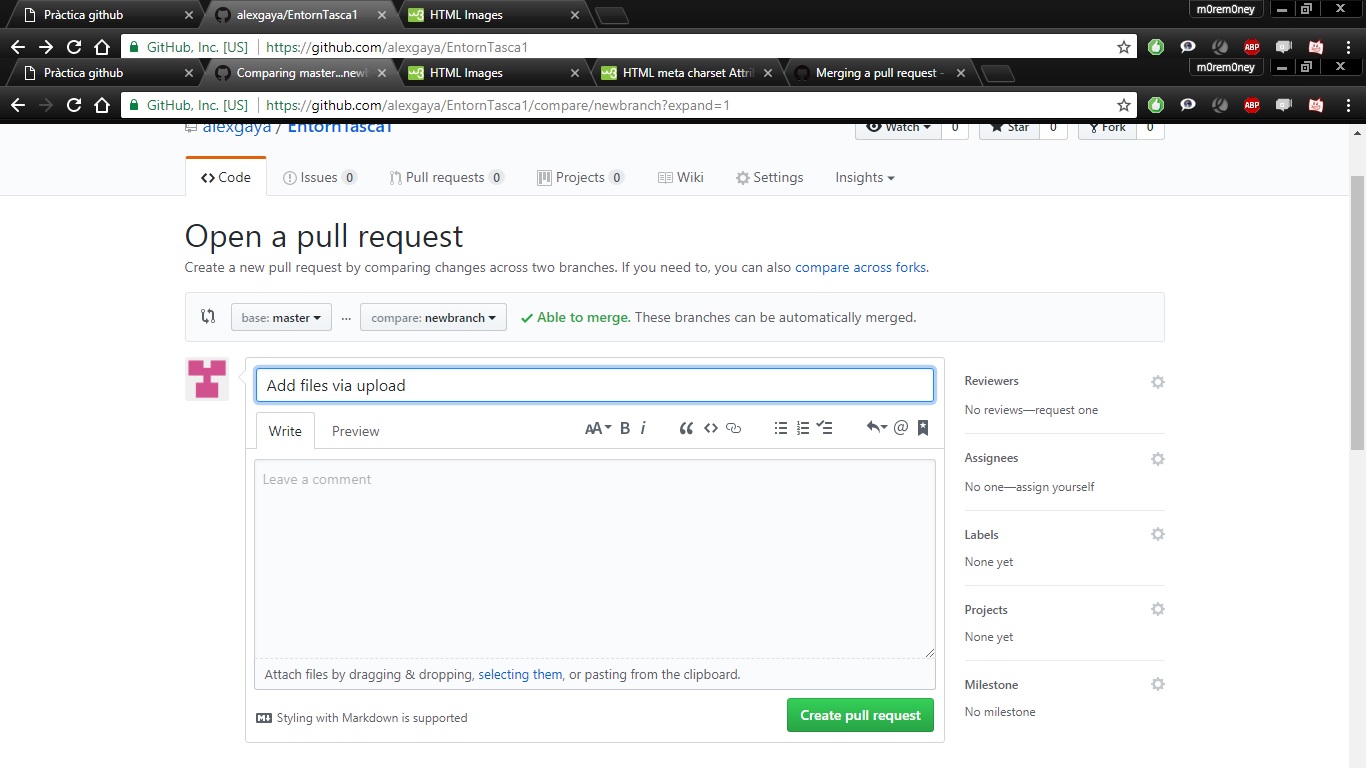 Pràctica github
alexgaya/EntornTasca1
HTML Images
m0rem0ney
GitHub, Inc. [US]
https://github.com/alexgaya/EntornTasca1
Pràctica github
Comparing master...new
HTML Images
HTML meta charset Attri
Merging a pull request -
m0rem0ney
GitHub, Inc. [US]
https://github.com/alexgaya/EntornTasca1/compare/newbranch?expand=1
alexgaya / EntornTasca1
Watch 0
Star 0
Fork 0
Code
Issues 0
Pull requests 0
Projects 0
Wiki
Settings
Insights
Open a pull request
Create a new pull request by comparing changes across two branches. If you need to, you can also compare across forks.
base: master
...
compare: newbranch
Able to merge. These branches can be automatically merged.
Add files via upload
Write
Preview
AA B i
Leave a comment
Attach files by dragging & dropping, selecting them, or pasting from the clipboard.
Styling with Markdown is supported
Create pull request
Reviewers
No reviews—request one
Assignees
No one—assign yourself
Labels
None yet
Projects
None yet
Milestone
No milestone